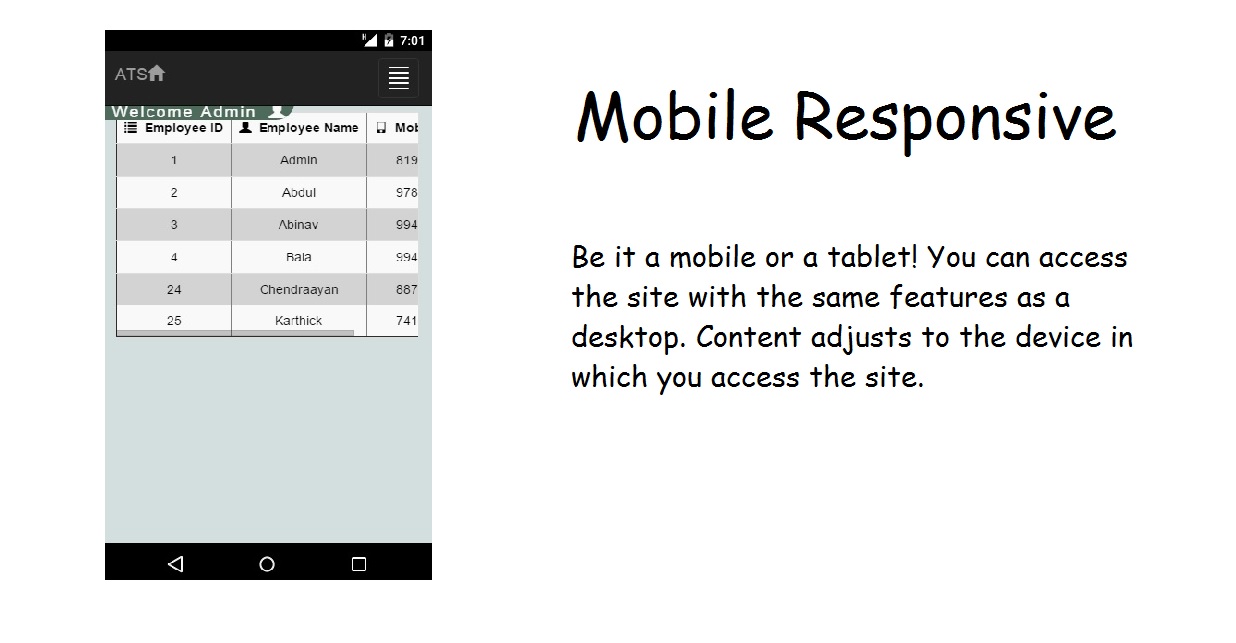 7:01
ATS
Welcome Admin
Employee ID Employee Name Mob
1 Admin 819
2 Abdul 978
3 Abinav 994
4 Bala 994
24 Chendraayan 887
25 Karthick 741
Mobile Responsive
Be it a mobile or a tablet! You can access
the site with the same features as a
desktop. Content adjusts to the device in
which you access the site.